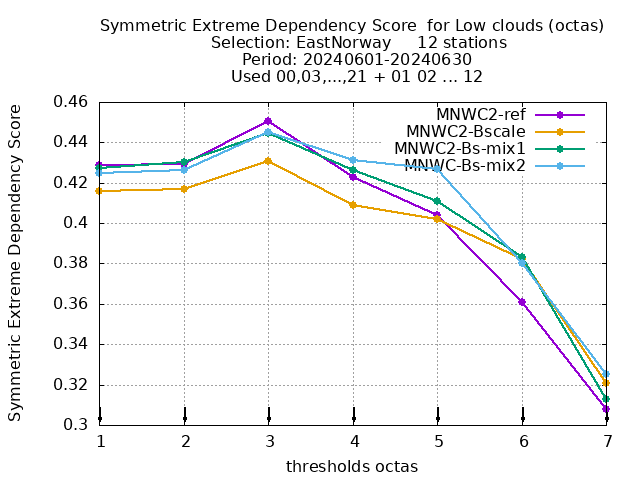 Symmetric Extreme Dependency Score  for Low clouds (octas)
Selection: EastNorway     12 stations
Period: 20240601-20240630
Used 00,03,...,21 + 01 02 ... 12
Symmetric Extreme Dependency Score
0.46
0.44
0.42
0.4
0.38
0.36
0.34
0.32
0.3
MNWC2-ref
MNWC2-Bscale
MNWC2-Bs-mix1
MNWC-Bs-mix2
1 2 3 4 5 6 7
thresholds octas